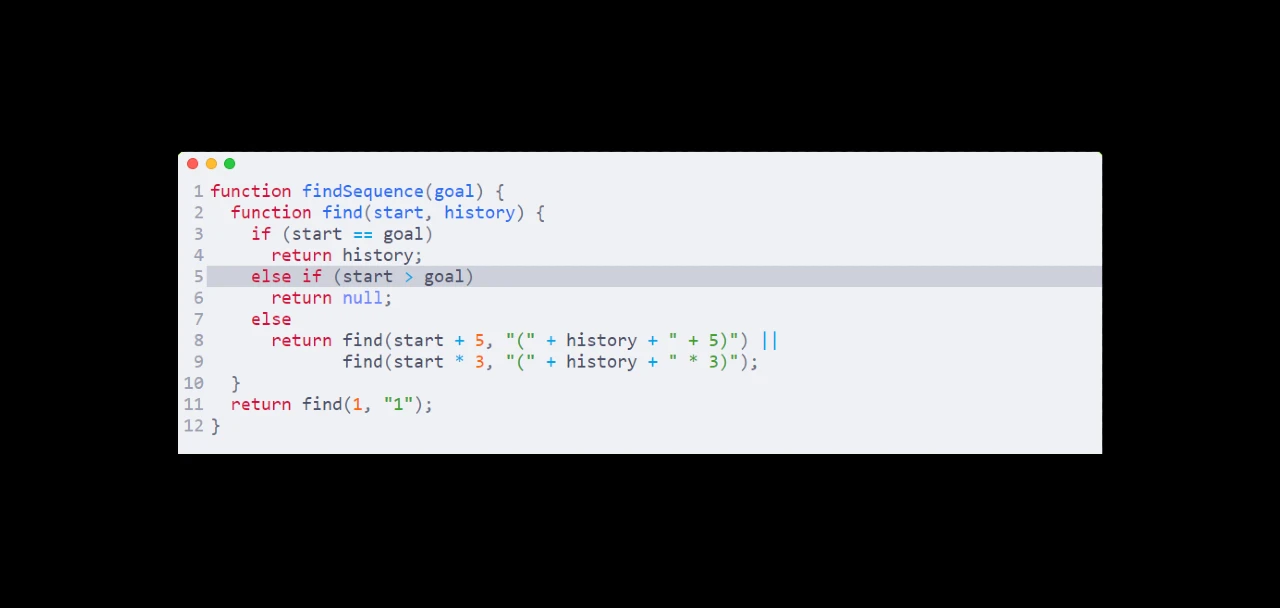 1 function findSequence(goal) {
2   function find(start, history) {
3     if (start == goal)
4       return history;
5     else if (start > goal)
6       return null;
7     else
8       return find(start + 5, "(" + history + " + 5)") ||
9              find(start * 3, "(" + history + " * 3)");
10   }
11   return find(1, "1");
12 }